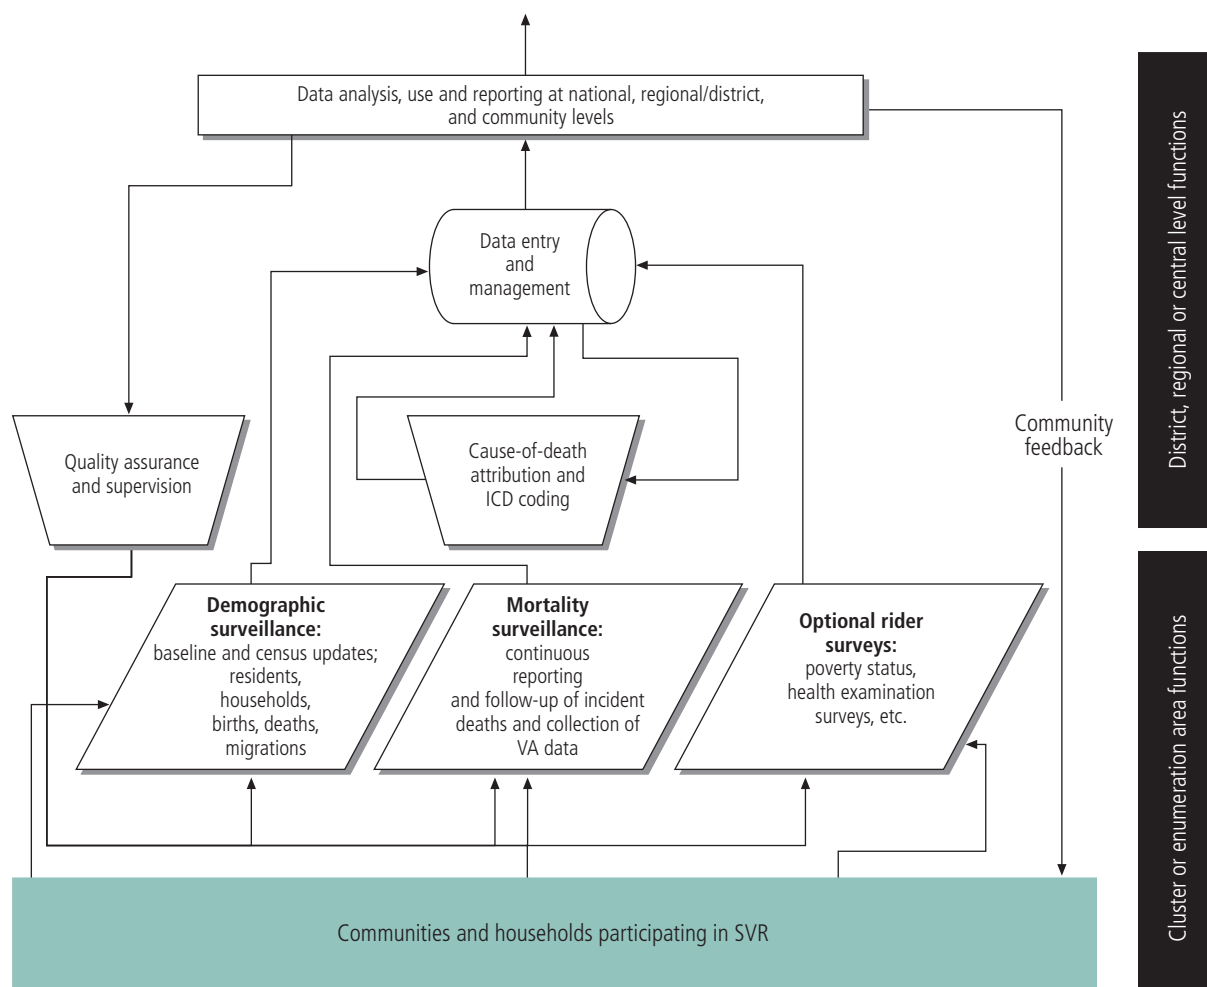 Data analysis, use and reporting at national, regional/district,
and community levels
Data entry
and
management
Quality assurance
and supervision
Cause-of-death
attribution and
ICD coding
Community
feedback
District, regional or central level functions
Demographic
surveillance:
baseline and census updates;
residents,
households,
births, deaths,
migrations
Mortality
surveillance:
continuous
reporting
and follow-up of incident
deaths and collection of
VA data
Optional rider
surveys:
poverty status,
health examination
surveys, etc.
Cluster or enumeration area functions
Communities and households participating in SVR